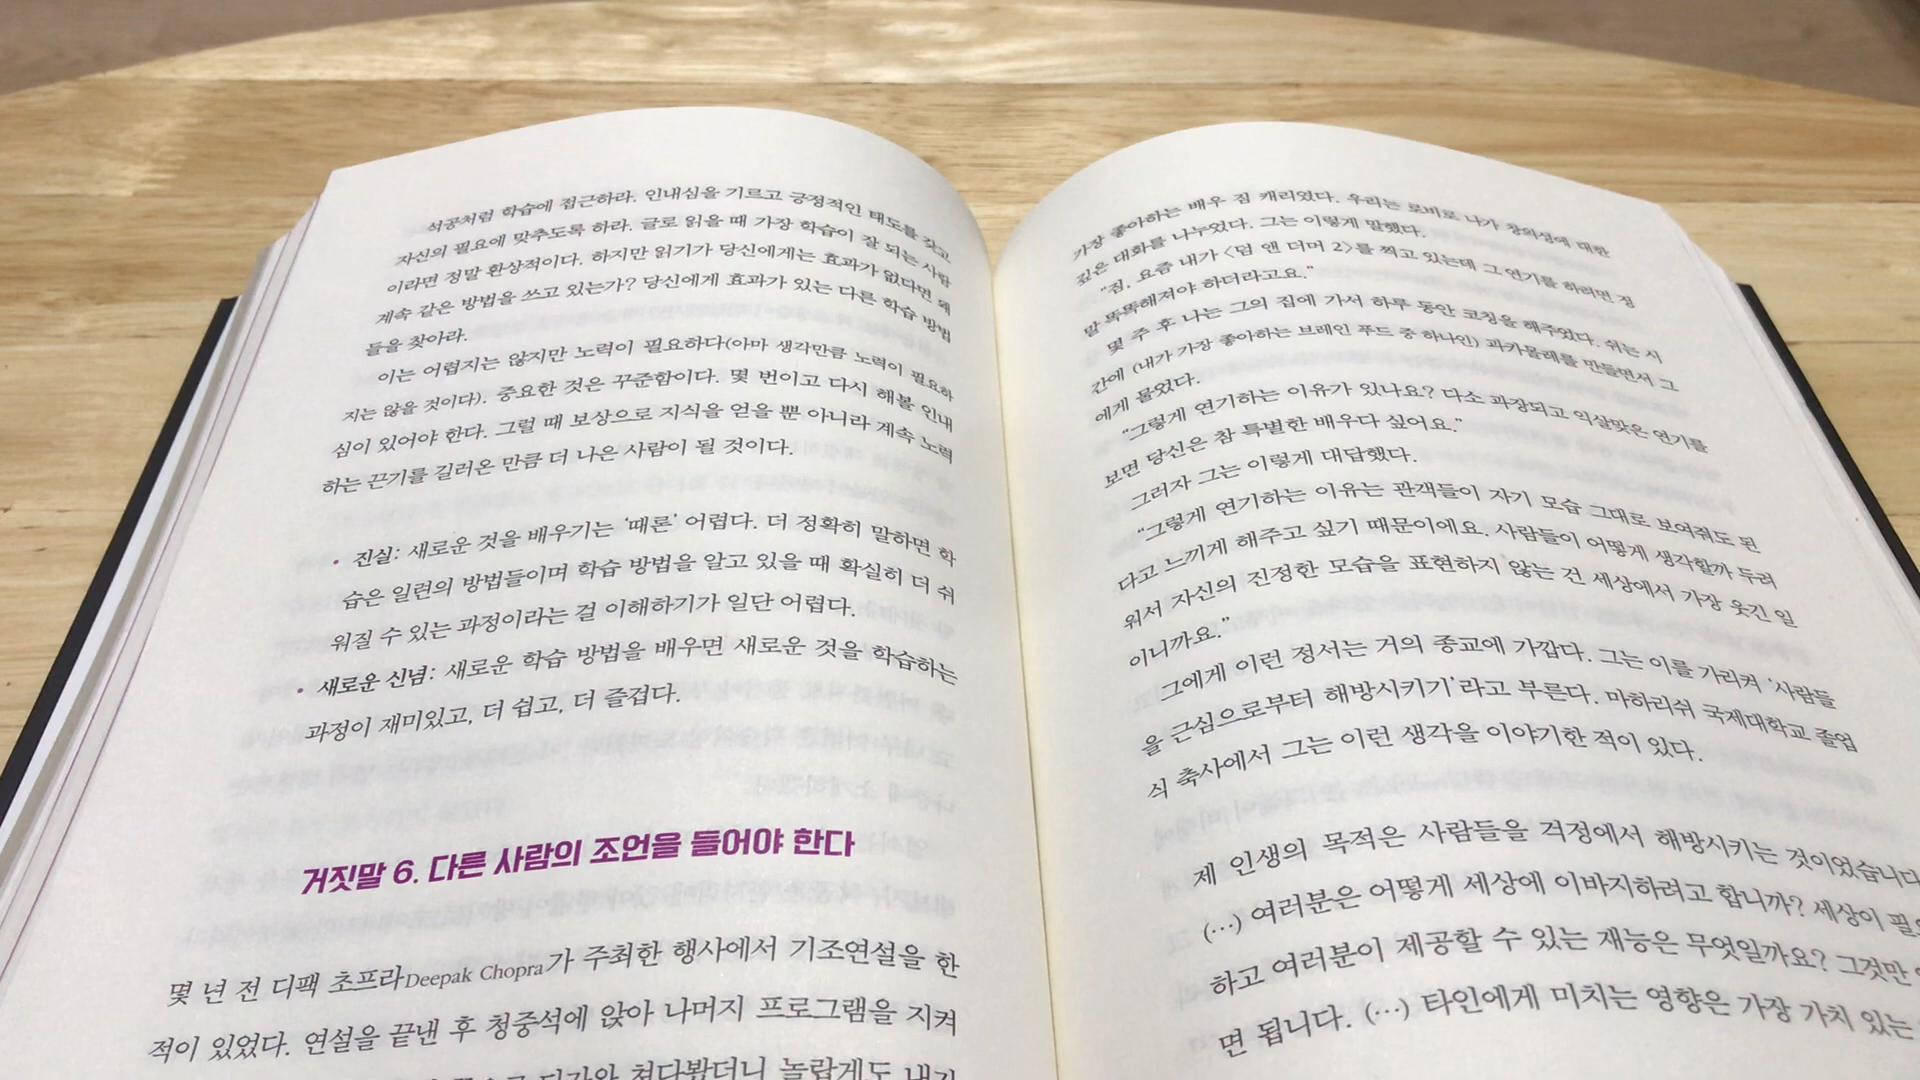 석공처럼 학습에 접근하라. 인내심을 기르고 긍정적인 태도를 갖고
자신의 필요에 맞추도록 하라. 글로 읽을 때 가장 학습이 잘 되는 사람
이라면 정말 환상적이다. 하지만 읽기가 당신에게는 효과가 없다면 왜
계속 같은 방법을 쓰고 있는가? 당신에게 효과가 있는 다른 학습 방법
들을 찾아라.
이는 어렵지는 않지만 노력이 필요하다(아마 생각만큼 노력이 필요하
지는 않을 것이다). 중요한 것은 꾸준함이다. 몇 번이고 다시 해볼 인내
심이 있어야 한다. 그럴 때 보상으로 지식을 얻을 뿐 아니라 계속 노력
하는 끈기를 길러온 만큼 더 나은 사람이 될 것이다.
• 진실: 새로운 것을 배우기는 ‘때론’ 어렵다. 더 정확히 말하면 학
습은 일련의 방법들이며 학습 방법을 알고 있을 때 확실히 더 쉬
워질 수 있는 과정이라는 걸 이해하기가 일단 어렵다.
• 새로운 신념: 새로운 학습 방법을 배우면 새로운 것을 학습하는
과정이 재미있고, 더 쉽고, 더 즐겁다.
거짓말 6. 다른 사람의 조언을 들어야 한다
몇 년 전 디팩 초프라Deepak Chopra가 주최한 행사에서 기조연설을 한
적이 있었다. 연설을 끝낸 후 청중석에 앉아 나머지 프로그램을 지켜
쳐다봤더니 놀랍게도 내가
가장 좋아하는 배우 짐 캐리였다. 우리는 로비로 나가 창의성에 대한
깊은 대화를 나누었다. 그는 이렇게 말했다.
“짐, 요즘 내가 〈덤 앤 더머 2〉를 찍고 있는데 그 연기를 하려면 정
말 똑똑해져야 하더라고요.”
몇 주 후 나는 그의 집에 가서 하루 동안 코칭을 해주었다. 쉬는 시
간에 (내가 가장 좋아하는 브레인 푸드 중 하나인) 과카몰레를 만들면서 그
에게 물었다.
“그렇게 연기하는 이유가 있나요? 다소 과장되고 익살맞은 연기를
보면 당신은 참 특별한 배우다 싶어요.”
그러자 그는 이렇게 대답했다.
“그렇게 연기하는 이유는 관객들이 자기 모습 그대로 보여줘도 된
다고 느끼게 해주고 싶기 때문이에요. 사람들이 어떻게 생각할까 두려
워서 자신의 진정한 모습을 표현하지 않는 건 세상에서 가장 웃긴 일
이니까요.”
그에게 이런 정서는 거의 종교에 가깝다. 그는 이를 가리켜 ‘사람들
을 근심으로부터 해방시키기’라고 부른다. 마하리쉬 국제대학교 졸업
식 축사에서 그는 이런 생각을 이야기한 적이 있다.
제 인생의 목적은 사람들을 걱정에서 해방시키는 것이었습니다
(…) 여러분은 어떻게 세상에 이바지하려고 합니까? 세상이
하고 여러분이 제공할 수 있는 재능은 무엇일까요? 그것만
면 됩니다. (…) 타인에게 미치는 영향은 가장 가치 있는